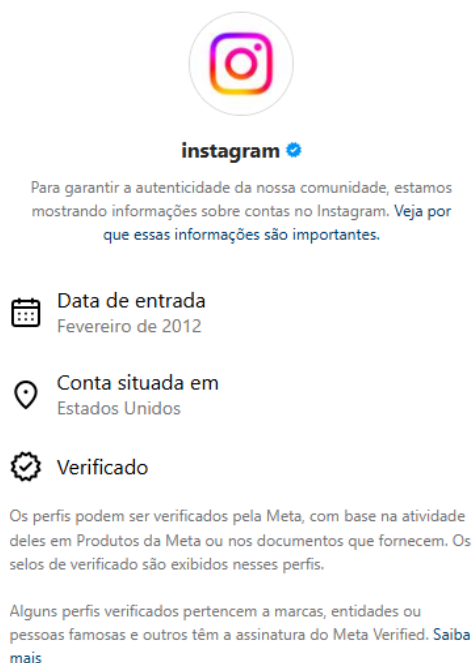 instagram
Para garantir a autenticidade da nossa comunidade, estamos
mostrando informações sobre contas no Instagram. Veja por
que essas informações são importantes.
Data de entrada
Fevereiro de 2012
Conta situada em
Estados Unidos
Verificado
Os perfis podem ser verificados pela Meta, com base na atividade
deles em Produtos da Meta ou nos documentos que fornecem. Os
selos de verificado são exibidos nesses perfis.
Alguns perfis verificados pertencem a marcas, entidades ou
pessoas famosas e outros têm a assinatura do Meta Verified. Saiba
mais